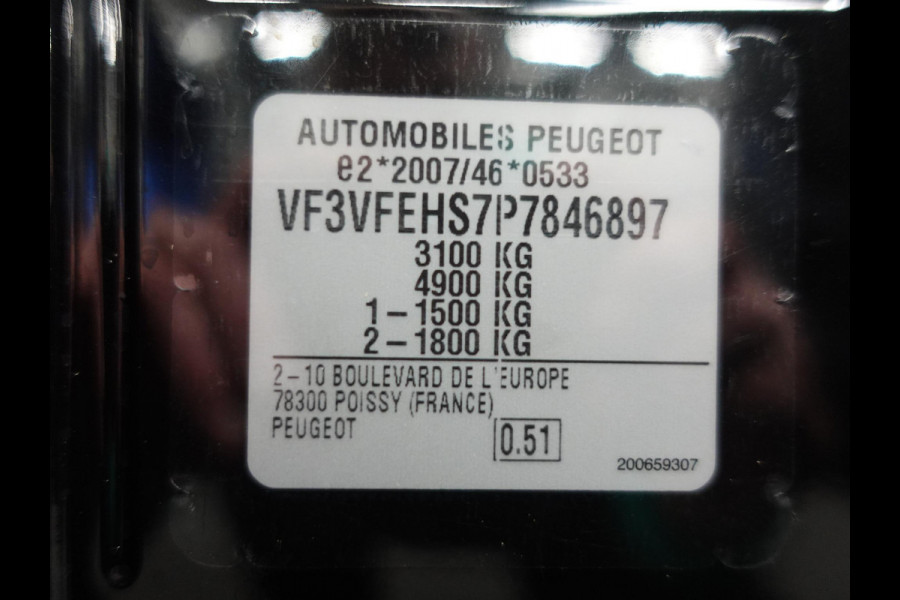 AUTOMOBILES PEUGEOT
e2*2007/46*0533
VF3VFEHS7P7846897
3100 KG
4900 KG
1-1500 KG
2-1800 KG
2-10 BOULEVARD DE L'EUROPE
78300 POISSY (FRANCE)
PEUGEOT
0.51
200659307